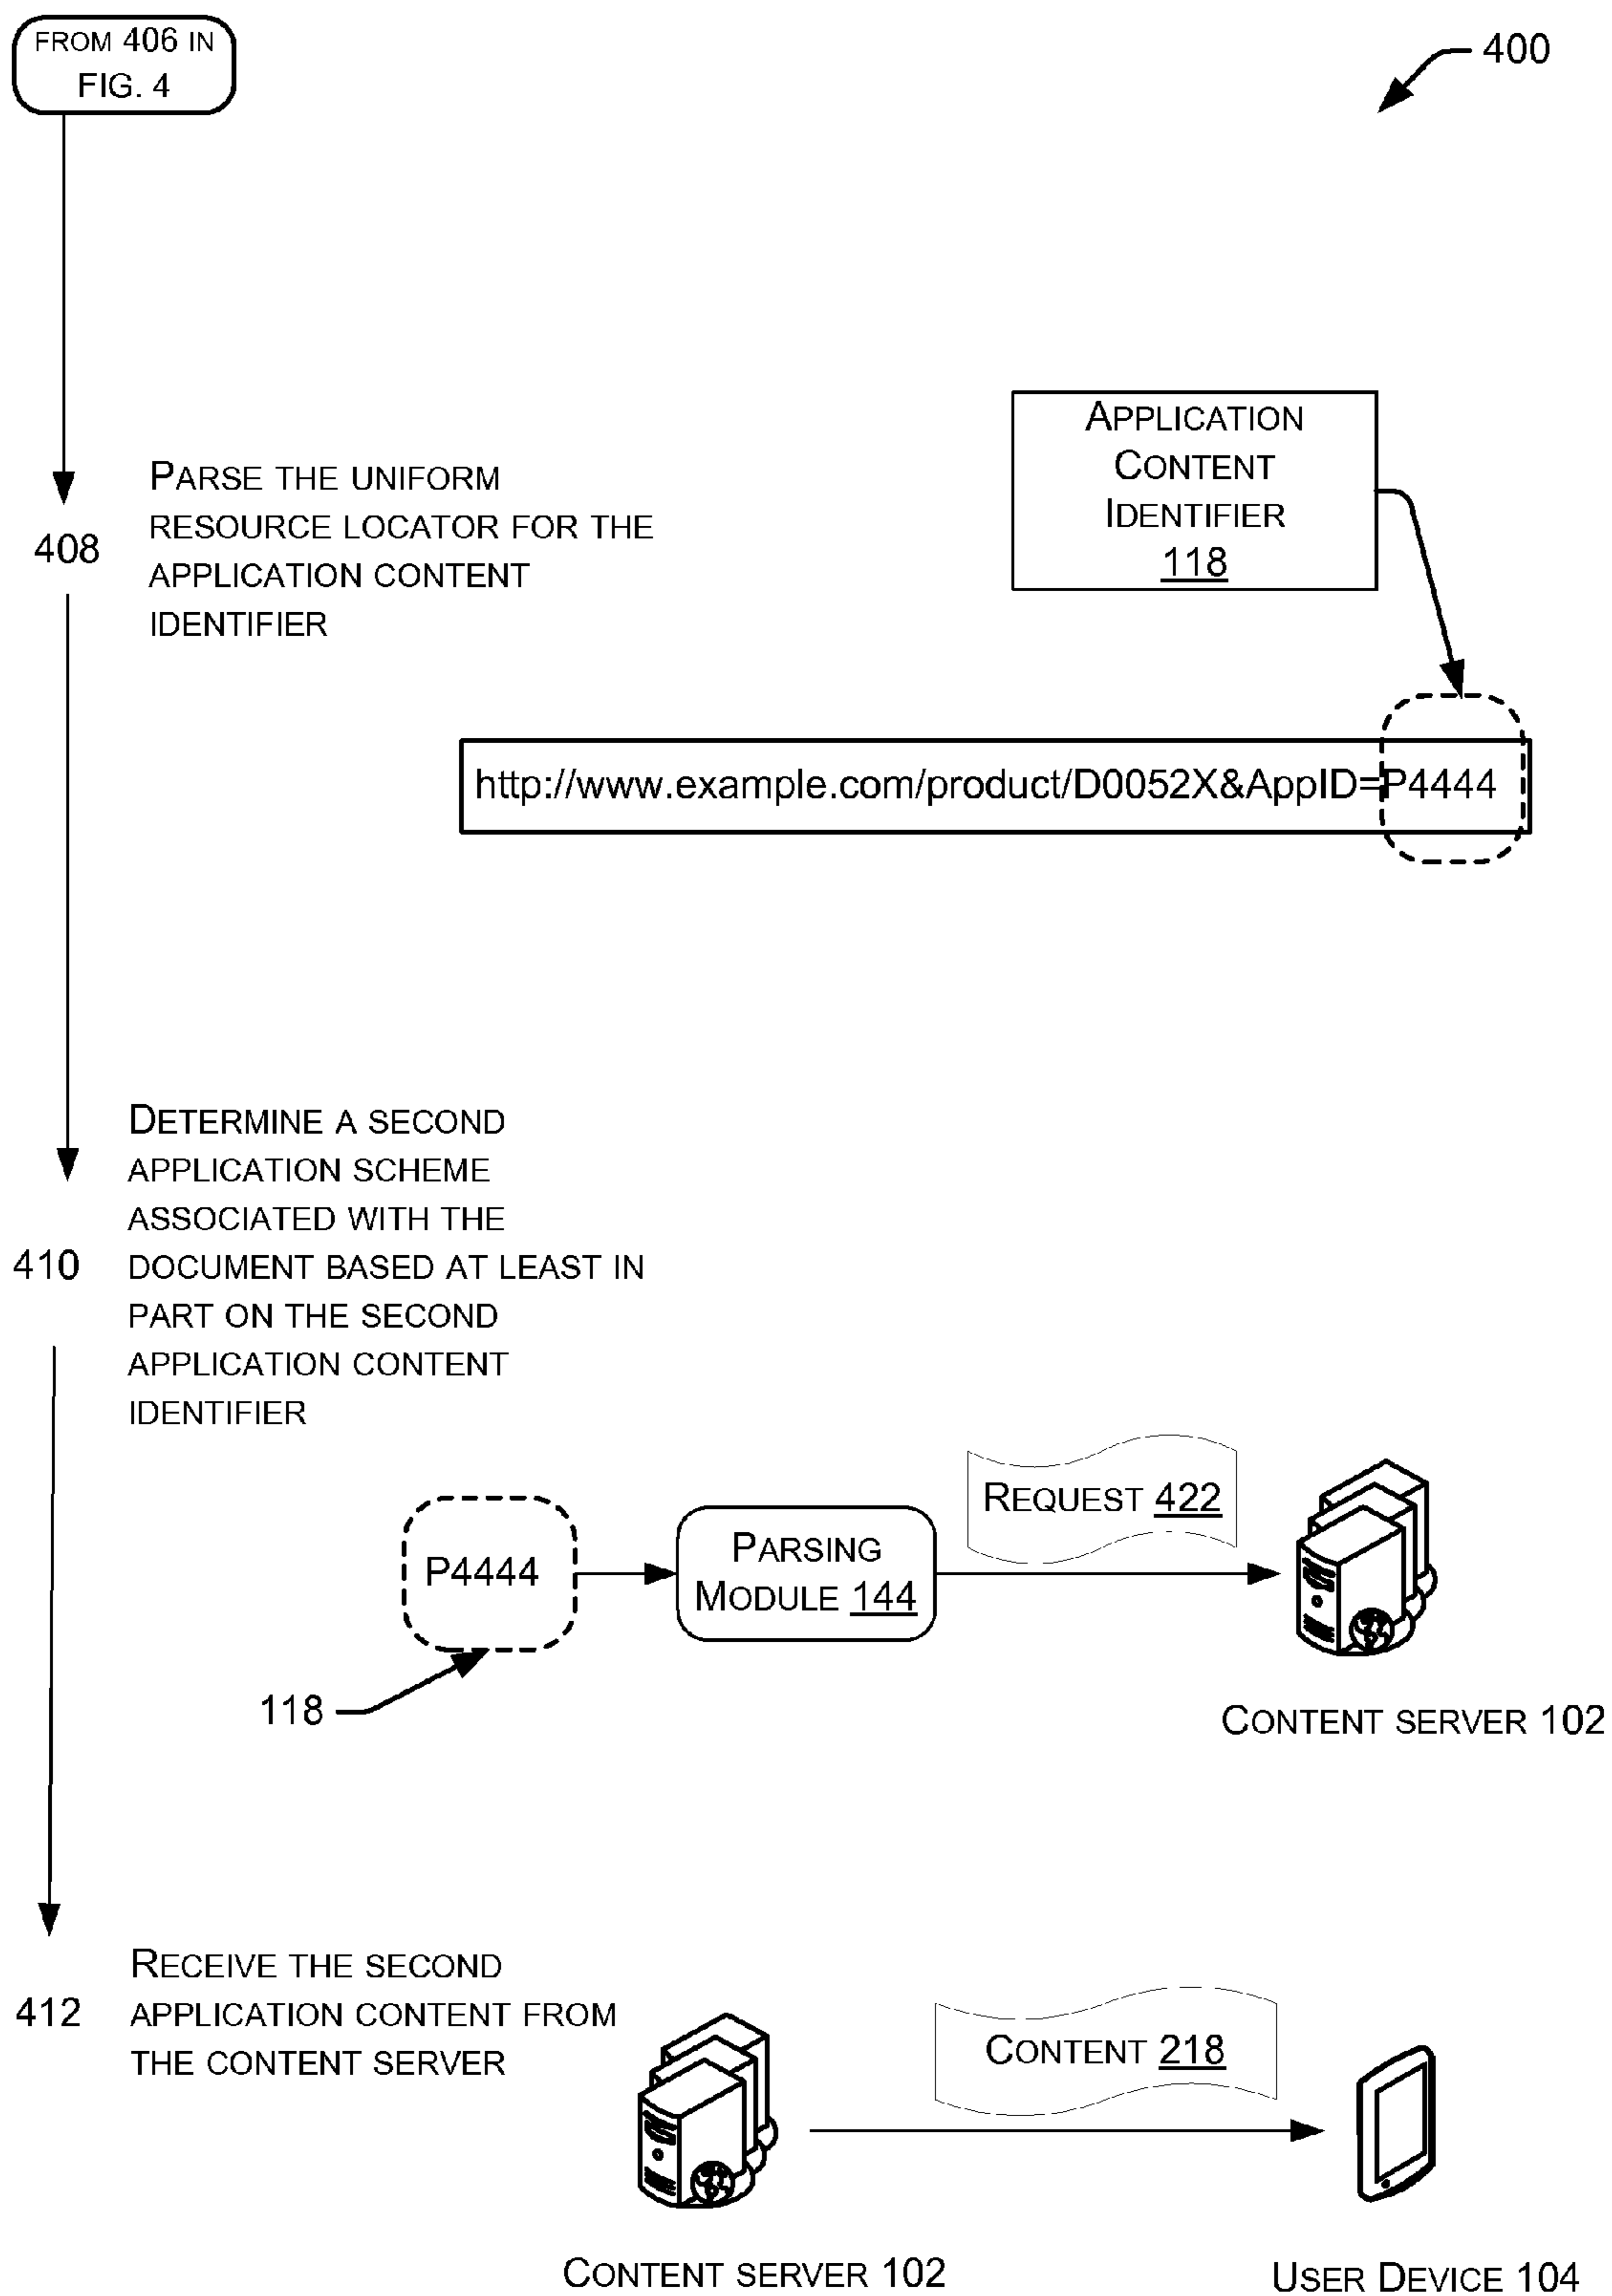 FROM 406 IN
FIG. 4
400
408
PARSE THE UNIFORM
RESOURCE LOCATOR FOR THE
APPLICATION CONTENT
IDENTIFIER
APPLICATION
CONTENT
IDENTIFIER
118
http://www.example.com/product/D0052X&AppID=P4444
410
DETERMINE A SECOND
APPLICATION SCHEME
ASSOCIATED WITH THE
DOCUMENT BASED AT LEAST IN
PART ON THE SECOND
APPLICATION CONTENT
IDENTIFIER
P4444
118
PARSING
MODULE 144
REQUEST 422
CONTENT SERVER 102
412
RECEIVE THE SECOND
APPLICATION CONTENT FROM
THE CONTENT SERVER
CONTENT 218
CONTENT SERVER 102
USER DEVICE 104